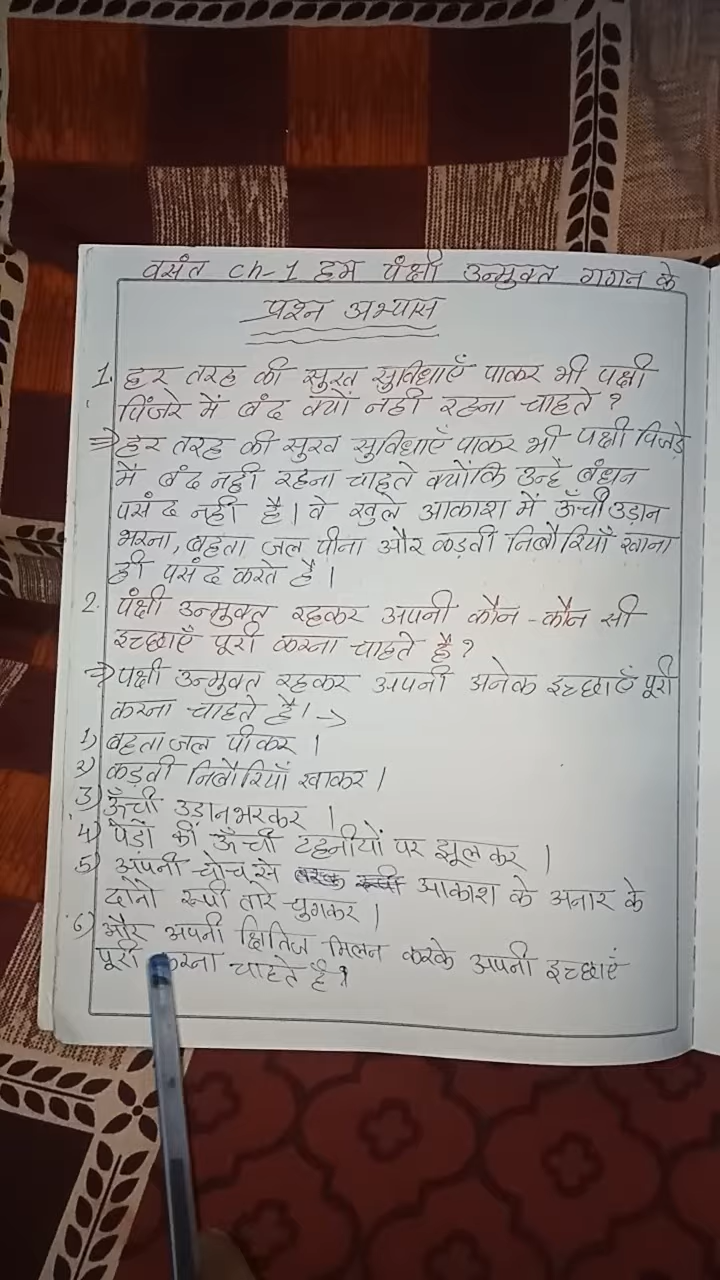 वसंत ch-1 हम पंक्षी उन्मुक्त गगन के
प्रश्न अभ्यास
1. हर तरह की सुख सुविधाएँ पाकर भी पक्षी
पिंजरे में बंद क्यों नहीं रहना चाहते ?
⇒ हर तरह की सुख सुविधाएँ पाकर भी पक्षी पिंजड़े
में बंद नहीं रहना चाहते क्योंकि उन्हें बंधन
पसंद नहीं है। वे खुले आकाश में ऊँची उड़ान
भरना, बहता जल पीना और कड़वी निबौरियाँ खाना
ही पसंद करते है।
2. पंक्षी उन्मुक्त रहकर अपनी कौन-कौन सी
इच्छाएँ पूरी करना चाहते है ?
⇒ पक्षी उन्मुक्त रहकर अपनी अनेक इच्छाएँ पूरी
करना चाहते है। →
1) बहता जल पीकर ।
2) कड़वी निबौरियाँ खाकर ।
3) ऊँची उड़ान भरकर ।
4) पेड़ों की ऊँची टहनीयों पर झूल कर ।
5) अपनी चोंच से आकाश के अनार के
दानो रूपी तारे चुगकर ।
6) और अपनी क्षितिज मिलन करके अपनी इच्छाएं
पूरी करना चाहते है।